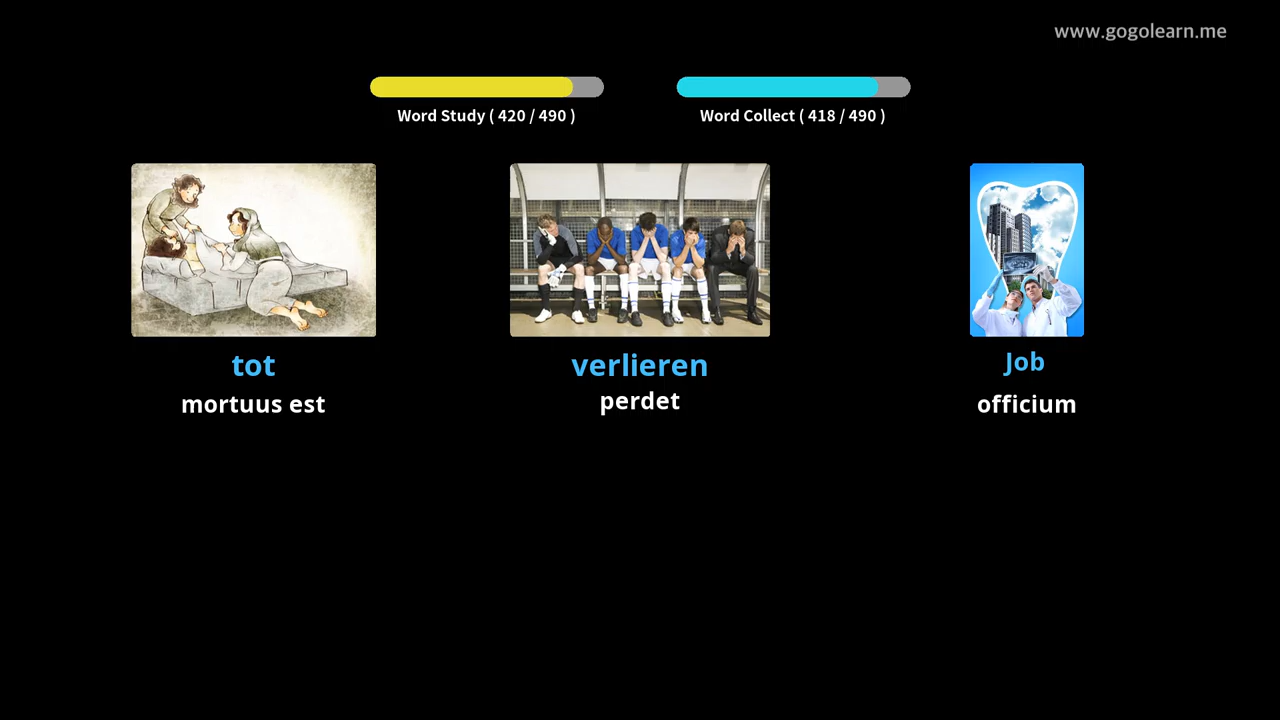 www.gogolearn.me
Word Study ( 420 / 490 )
Word Collect ( 418 / 490 )
tot
mortuus est
verlieren
perdet
Job
officium